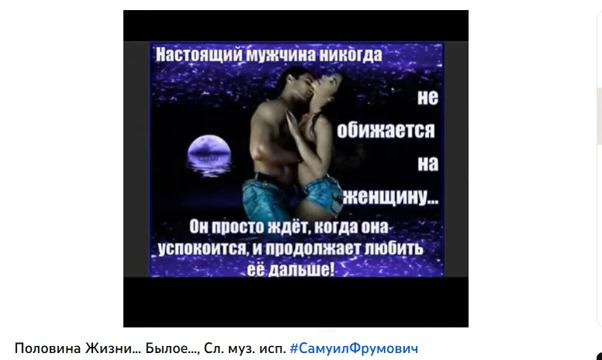 Настоящий мужчина никогда
не
обижается
на
женщину...
Он просто ждёт, когда она
успокоится, и продолжает любить
её дальше!
Половина Жизни... Былое..., Сл. муз. исп. #СамуилФрумович